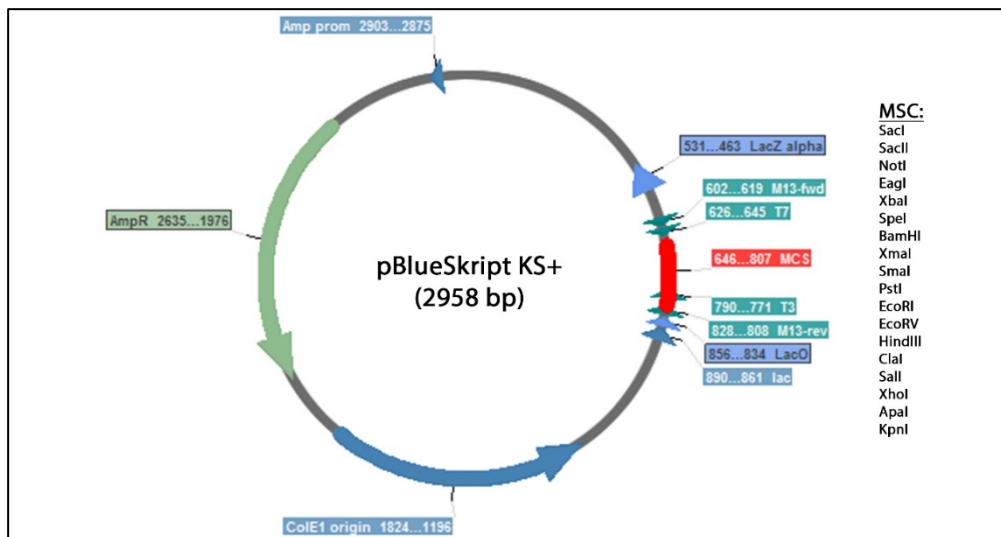 Amp prom 2903...2875
531...463 LacZ alpha
602...619 M13-fwd
626...645 T7
AmpR 2635...1976
pBlueSkript KS+
(2958 bp)
646...807 MCS
790...771 T3
828...808 M13-rev
856...834 LacO
890...861 lac
ColE1 origin 1824...1196
MSC:
SacI
SacII
NotI
EagI
XbaI
SpeI
BamHI
XmaI
SmaI
PstI
EcoRI
EcoRV
HindIII
ClaI
SalI
XhoI
ApaI
KpnI